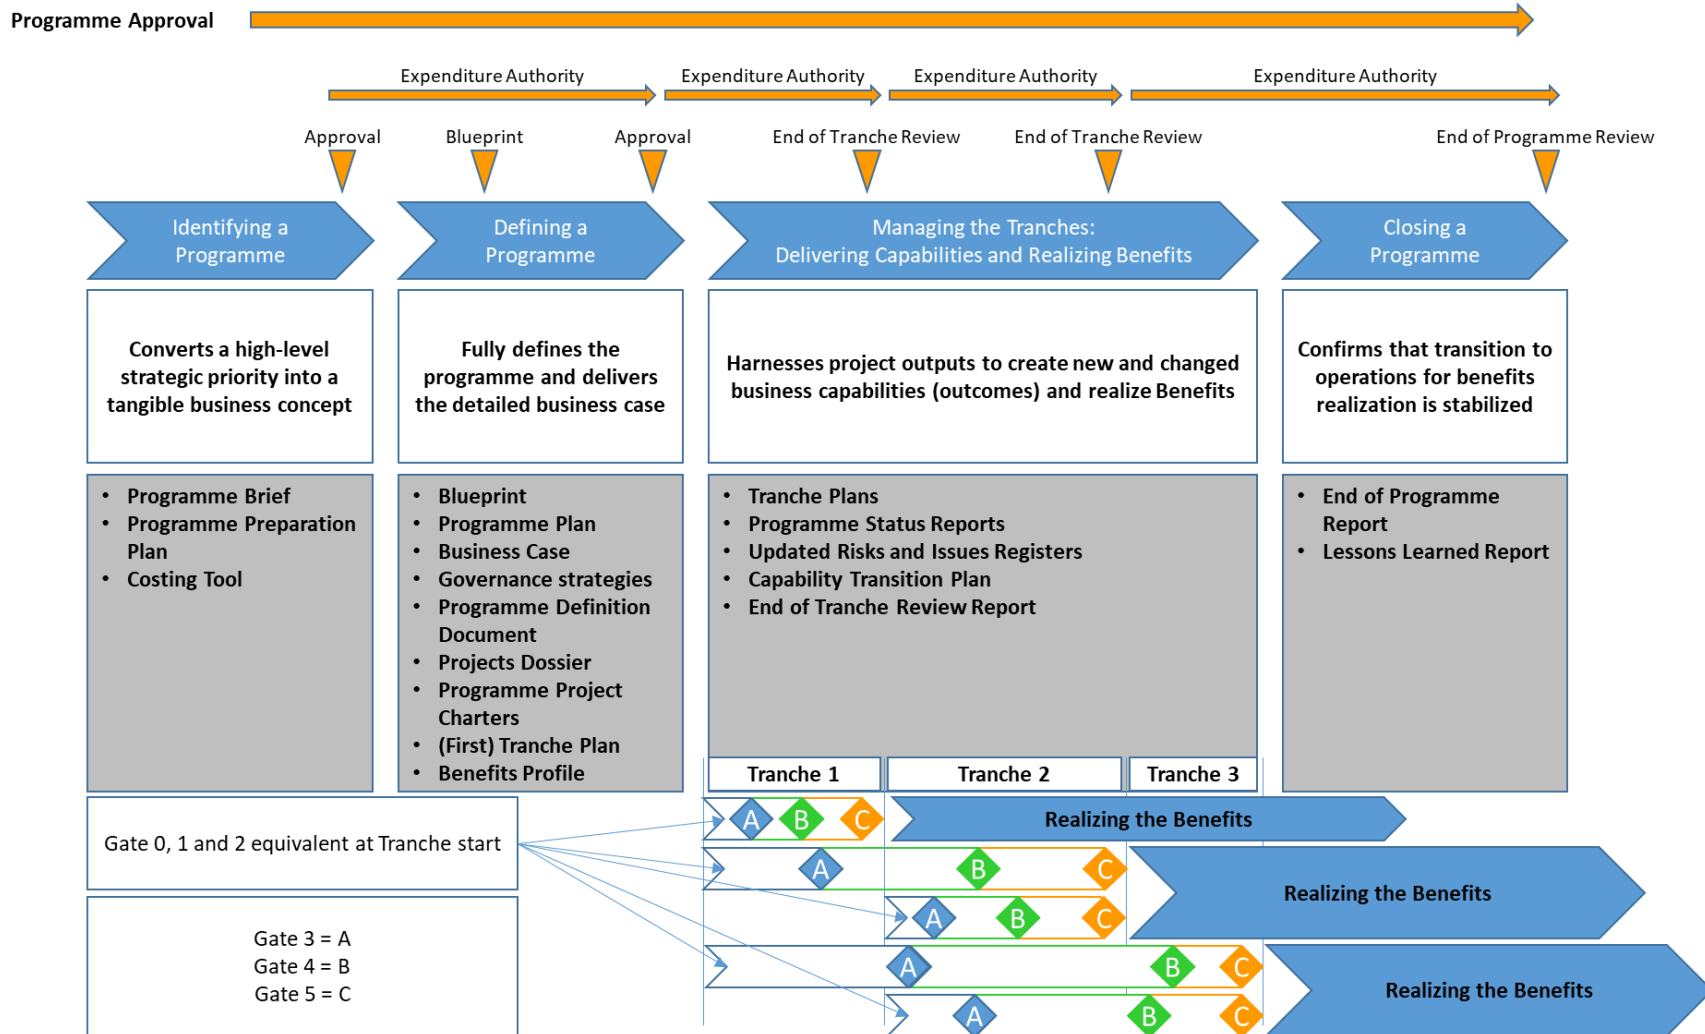 Programme Approval
Expenditure Authority
Expenditure Authority
Expenditure Authority
Expenditure Authority
Approval
Blueprint
Approval
End of Tranche Review
End of Tranche Review
End of Programme Review
Identifying a
Programme
Defining a
Programme
Managing the Tranches:
Delivering Capabilities and Realizing Benefits
Closing a
Programme
Converts a high-level
strategic priority into a
tangible business concept
Fully defines the
programme and delivers
the detailed business case
Harnesses project outputs to create new and changed
business capabilities (outcomes) and realize Benefits
Confirms that transition to
operations for benefits
realization is stabilized
• Programme Brief
• Programme Preparation
Plan
• Costing Tool
• Blueprint
• Programme Plan
• Business Case
• Governance strategies
• Programme Definition
Document
• Projects Dossier
• Programme Project
Charters
• (First) Tranche Plan
• Benefits Profile
• Tranche Plans
• Programme Status Reports
• Updated Risks and Issues Registers
• Capability Transition Plan
• End of Tranche Review Report
• End of Programme
Report
• Lessons Learned Report
Tranche 1
Tranche 2
Tranche 3
Gate 0, 1 and 2 equivalent at Tranche start
A B C
Realizing the Benefits
A B C
A B C
Realizing the Benefits
Gate 3 = A
Gate 4 = B
Gate 5 = C
A B C
A B C
Realizing the Benefits